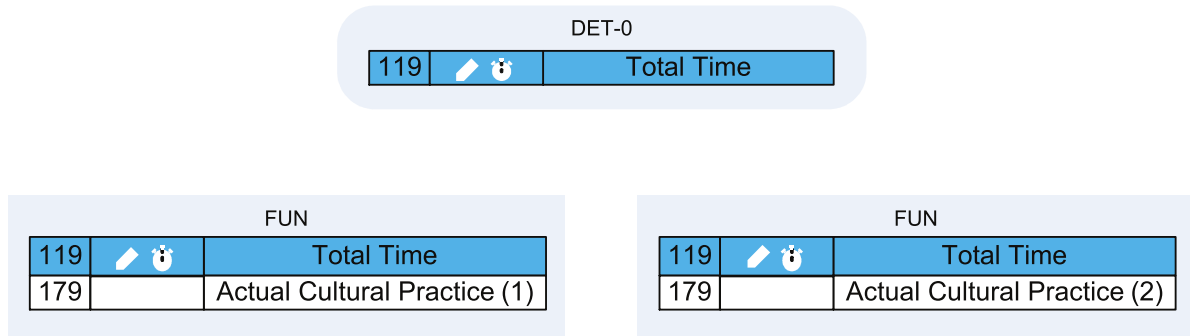 DET-0
119 Total Time
FUN
119 Total Time
179 Actual Cultural Practice (1)
FUN
119 Total Time
179 Actual Cultural Practice (2)